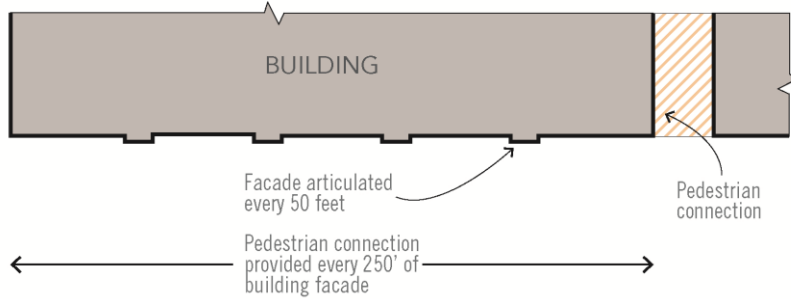 BUILDING
Facade articulated
every 50 feet
Pedestrian
connection
Pedestrian connection
provided every 250' of
building facade